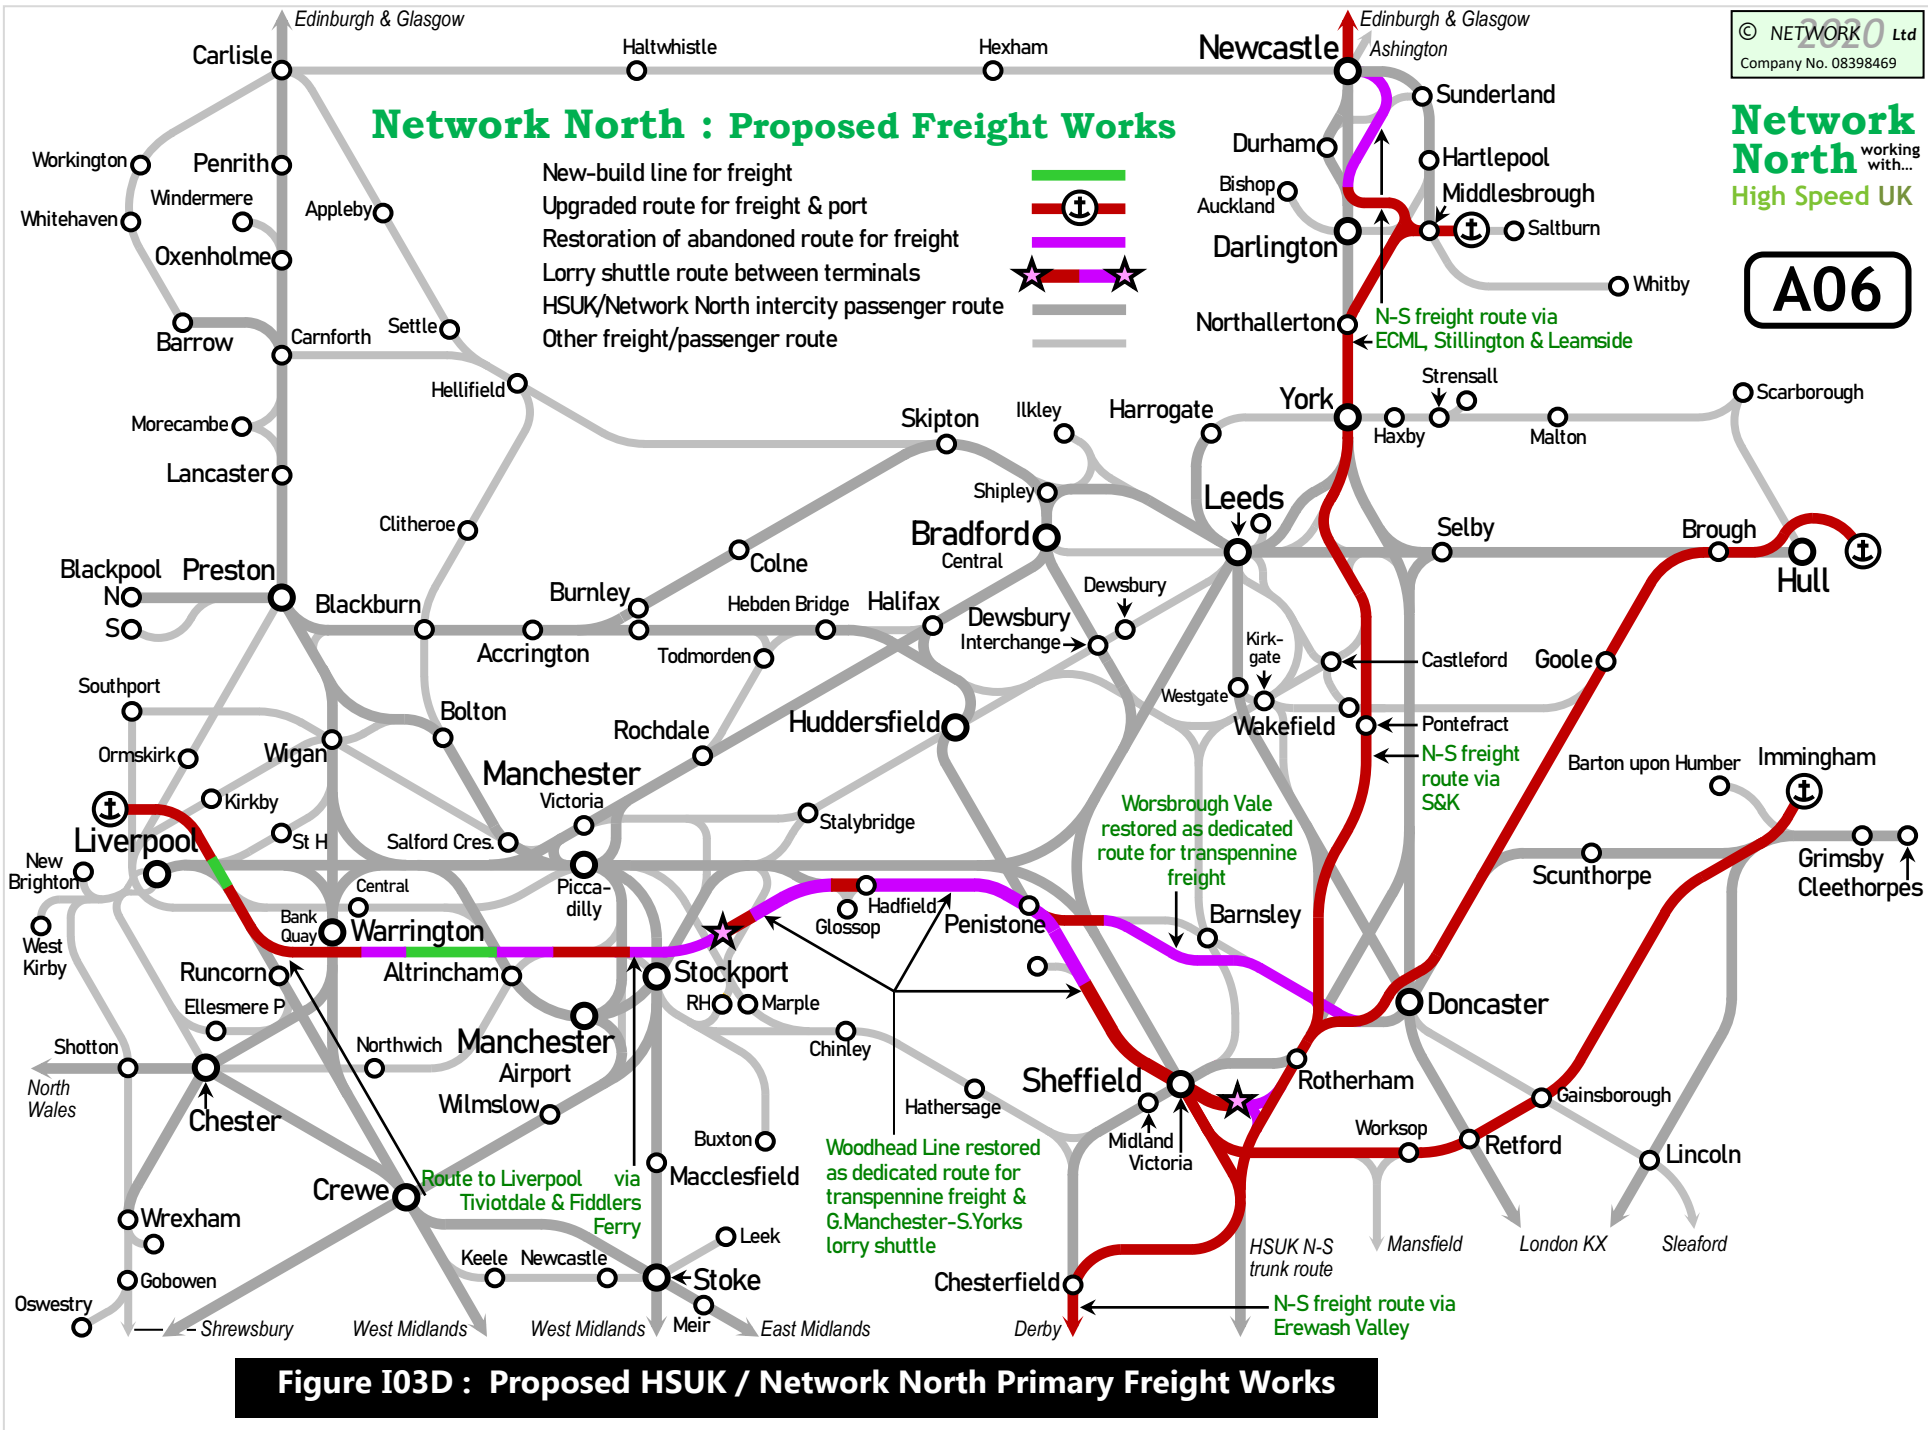 Edinburgh & Glasgow
Edinburgh & Glasgow
Ashington
© NETWORK 2020 Ltd
Company No. 08398469
Carlisle
Haltwhistle
Hexham
Newcastle
Sunderland
Network North : Proposed Freight Works
Network
North working
with...
High Speed UK
Durham
Hartlepool
Workington
Penrith
New-build line for freight
Windermere
Bishop
Auckland
Middlesbrough
Whitehaven
Appleby
Upgraded route for freight & port
Restoration of abandoned route for freight
Darlington
Saltburn
Oxenholme
Lorry shuttle route between terminals
HSUK/Network North intercity passenger route
Other freight/passenger route
Whitby
A06
Barrow
Carnforth
Settle
Northallerton
N-S freight route via
ECML, Stillington & Leamside
Hellifield
Strensall
Scarborough
Morecambe
Skipton
Ilkley
Harrogate
York
Haxby
Malton
Lancaster
Shipley
Leeds
Clitheroe
Bradford
Central
Selby
Brough
Hull
Colne
Blackpool
N
S
Preston
Blackburn
Burnley
Hebden Bridge
Halifax
Dewsbury
Dewsbury
Interchange
Accrington
Todmorden
Kirk-
gate
Castleford
Goole
Southport
Westgate
Wakefield
Pontefract
Bolton
Rochdale
Huddersfield
N-S freight
route via
S&K
Ormskirk
Wigan
Manchester
Victoria
Barton upon Humber
Immingham
Kirkby
Liverpool
St H
Salford Cres.
Stalybridge
Worsbrough Vale
restored as dedicated
route for transpennine
freight
New
Brighton
Central
Picca-
dilly
Hadfield
Glossop
Penistone
Barnsley
Scunthorpe
Grimsby
Cleethorpes
West
Kirby
Bank
Quay
Warrington
Runcorn
Altrincham
Stockport
RH
Marple
Doncaster
Ellesmere P
Shotton
Northwich
Manchester
Airport
Chinley
Sheffield
Rotherham
North
Wales
Chester
Wilmslow
Hathersage
Midland
Victoria
Gainsborough
Buxton
Worksop
Retford
Lincoln
Woodhead Line restored
as dedicated route for
transpennine freight &
G.Manchester-S.Yorks
lorry shuttle
Crewe
Route to Liverpool via
Tiviotdale & Fiddlers
Ferry
Macclesfield
Wrexham
Leek
Keele
Newcastle
Stoke
Meir
HSUK N-S
trunk route
Mansfield
London KX
Sleaford
Gobowen
Oswestry
Shrewsbury
West Midlands
West Midlands
East Midlands
Chesterfield
Derby
N-S freight route via
Erewash Valley
Figure I03D : Proposed HSUK / Network North Primary Freight Works